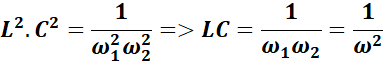 L². C² = 1 / (ω₁²ω₂²) => LC = 1 / (ω₁ω₂) = 1 / ω²